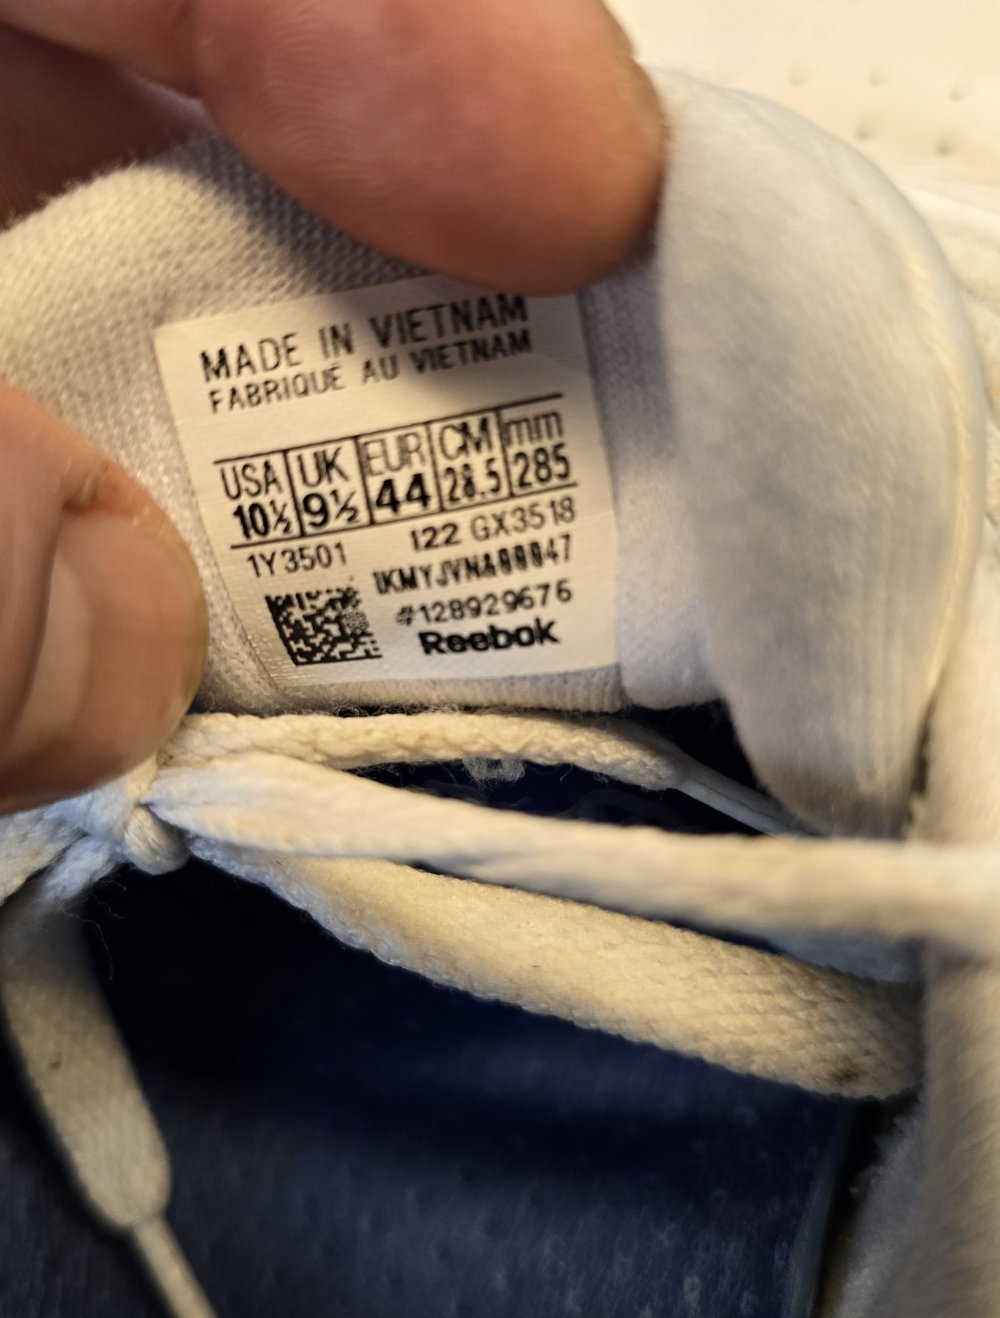 MADE IN VIETNAM
FABRIQUÉ AU VIETNAM
USA UK EUR CM mm
10½ 9½ 44 28.5 285
1Y3501 I22 GX3518
#128929676
Reebok